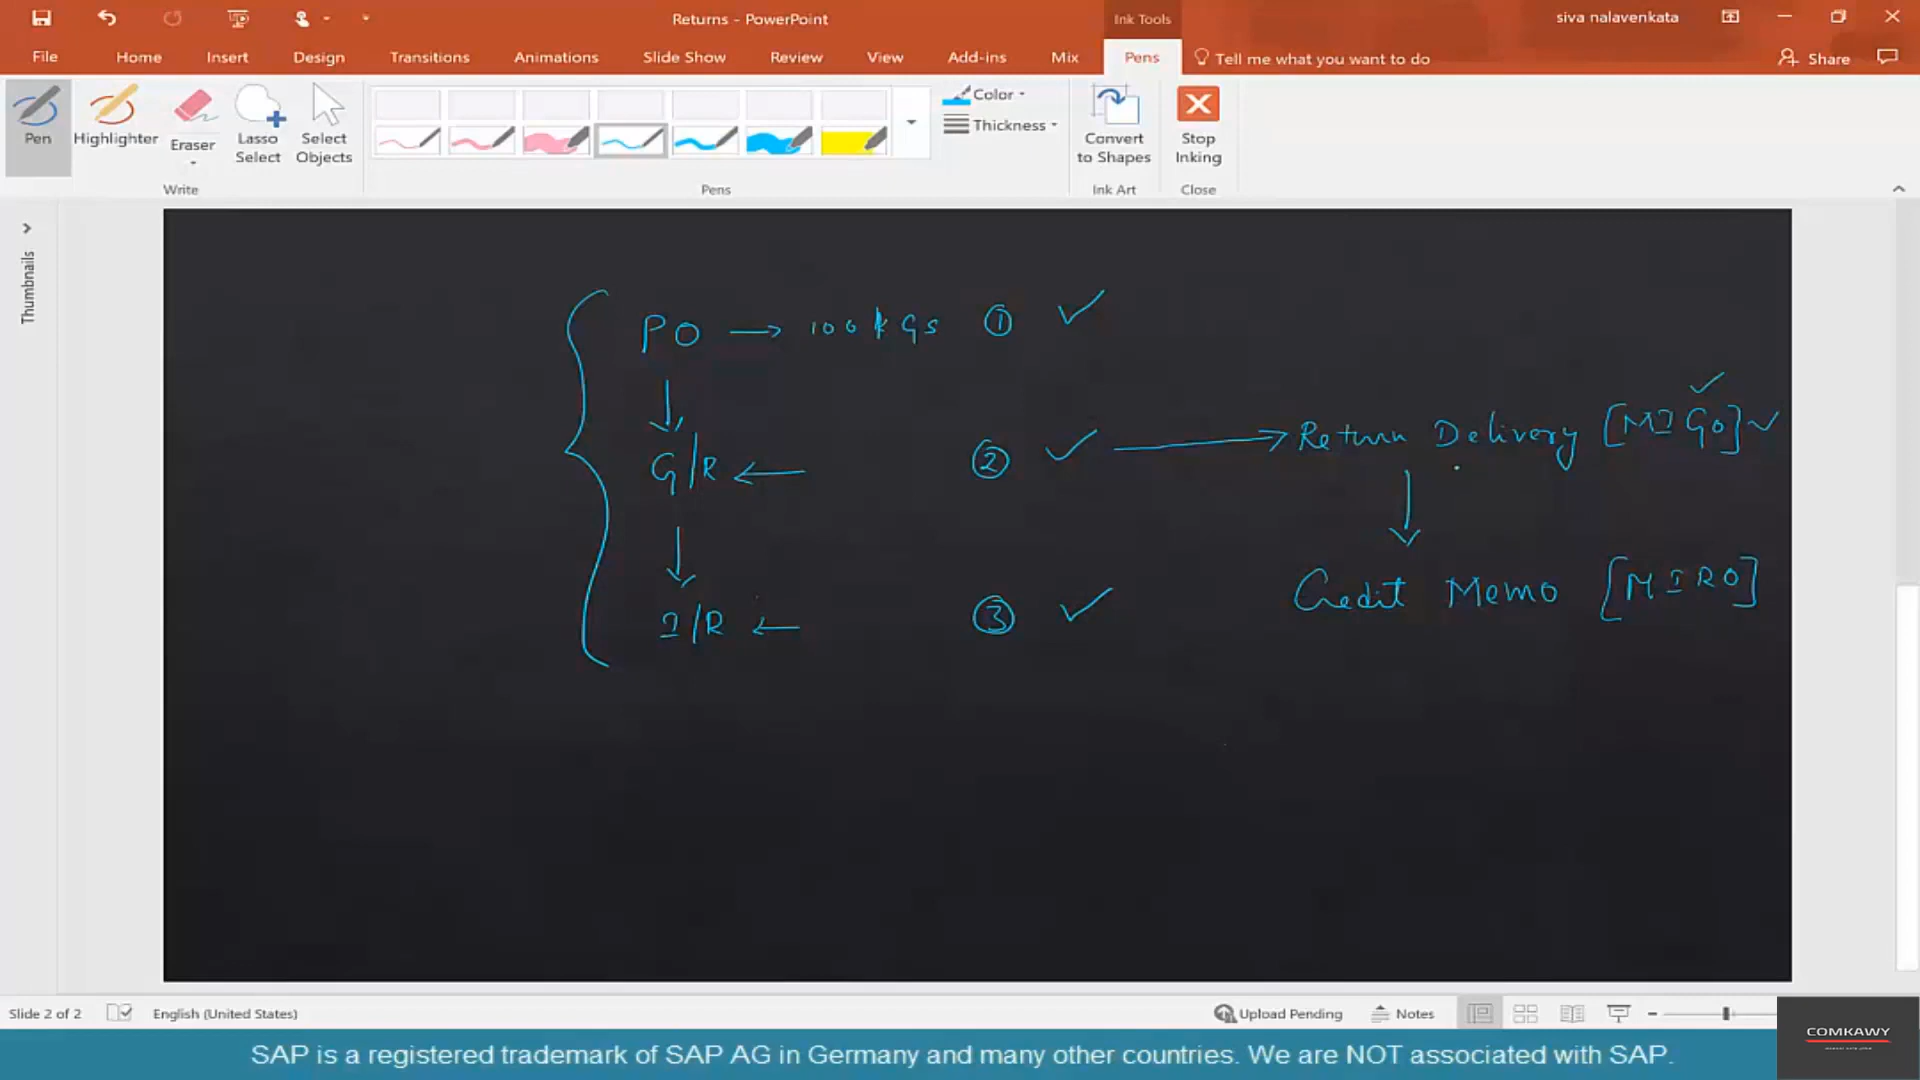 Returns - PowerPoint
Ink Tools
siva nalavenkata
File Home Insert Design Transitions Animations Slide Show Review View Add-ins Mix Pens Tell me what you want to do Share
Pen Highlighter Eraser Lasso Select Select Objects
Color Thickness
Convert to Shapes Stop Inking
Write Pens Ink Art Close
Thumbnails
PO → 100 KGs ① ✓
↓
G/R ← ② ✓ → Return Delivery [MIGO] ✓
↓
I/R ← ③ ✓
↓
Credit Memo [MIRO]
Slide 2 of 2 English (United States) Upload Pending Notes
COMKAWY
SAP is a registered trademark of SAP AG in Germany and many other countries. We are NOT associated with SAP.